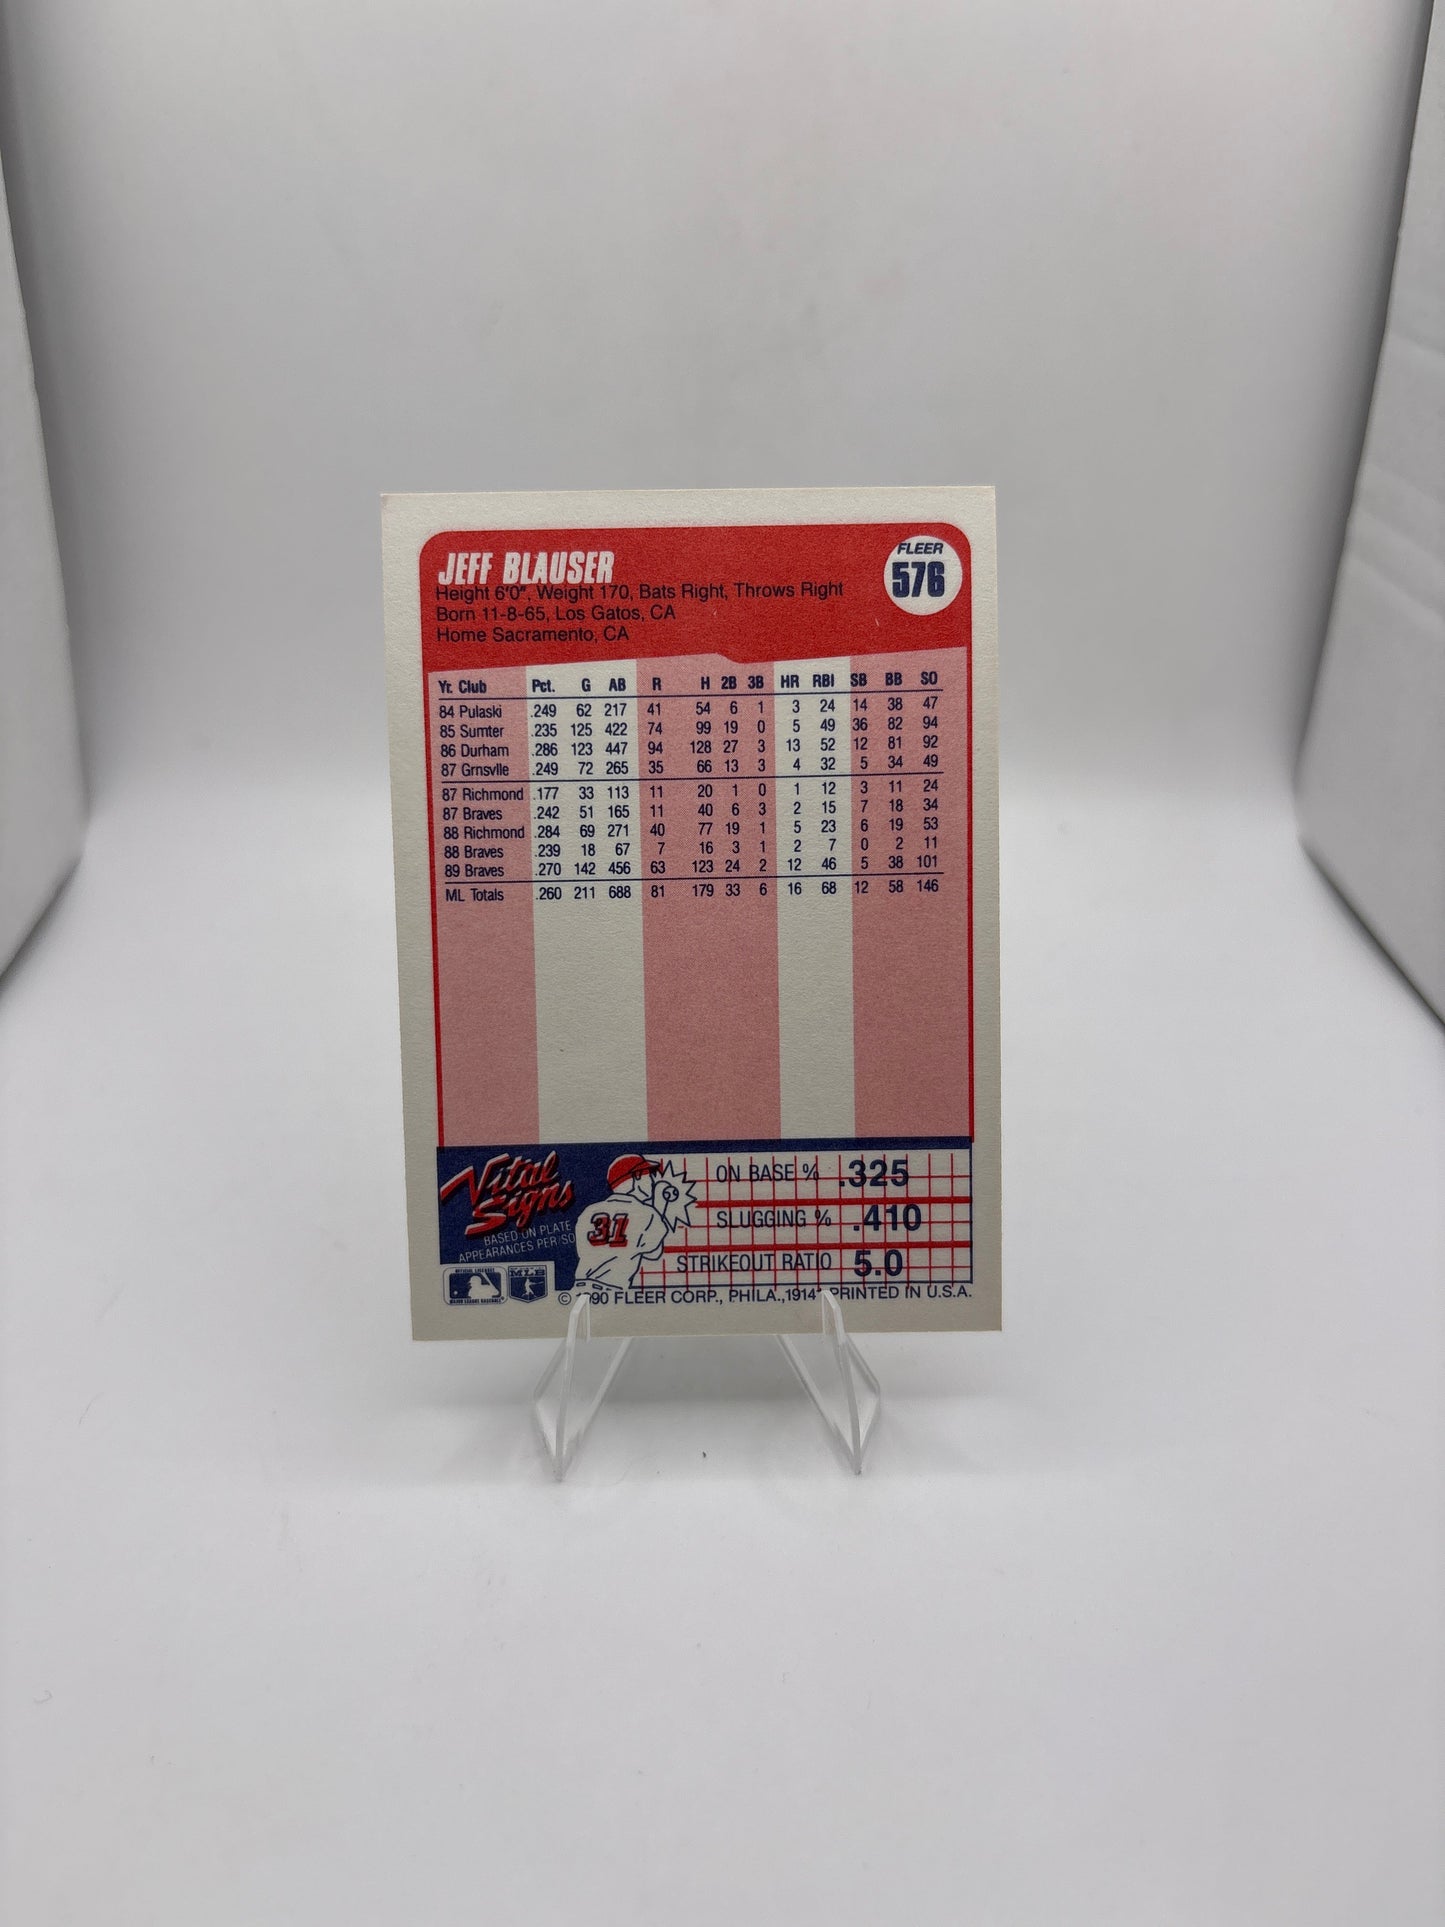 JEFF BLAUSER
FLEER
576
Height 6'0", Weight 170, Bats Right, Throws Right
Born 11-8-65, Los Gatos, CA
Home Sacramento, CA
Yr. Club Pct. G AB R H 2B 3B HR RBI SB BB SO
84 Pulaski .249 62 217 41 54 6 1 3 24 14 38 47
85 Sumter .235 125 422 74 99 19 0 5 49 36 82 94
86 Durham .286 123 447 94 128 27 3 13 52 12 81 92
87 Grnsvlle .249 72 265 35 66 13 3 4 32 5 34 49
87 Richmond .177 33 113 11 20 1 0 1 12 3 11 24
87 Braves .242 51 165 11 40 6 3 2 15 7 18 34
88 Richmond .284 69 271 40 77 19 1 5 23 6 19 53
88 Braves .239 18 67 7 16 3 1 2 7 0 2 11
89 Braves .270 142 456 63 123 24 2 12 46 5 38 101
ML Totals .260 211 688 81 179 33 6 16 68 12 58 146
Vital
Signs
BASED ON PLATE
APPEARANCES PER/SO
31
ON BASE % .325
SLUGGING % .410
STRIKEOUT RATIO 5.0
MLB
© 1990 FLEER CORP., PHILA., PRINTED IN U.S.A.